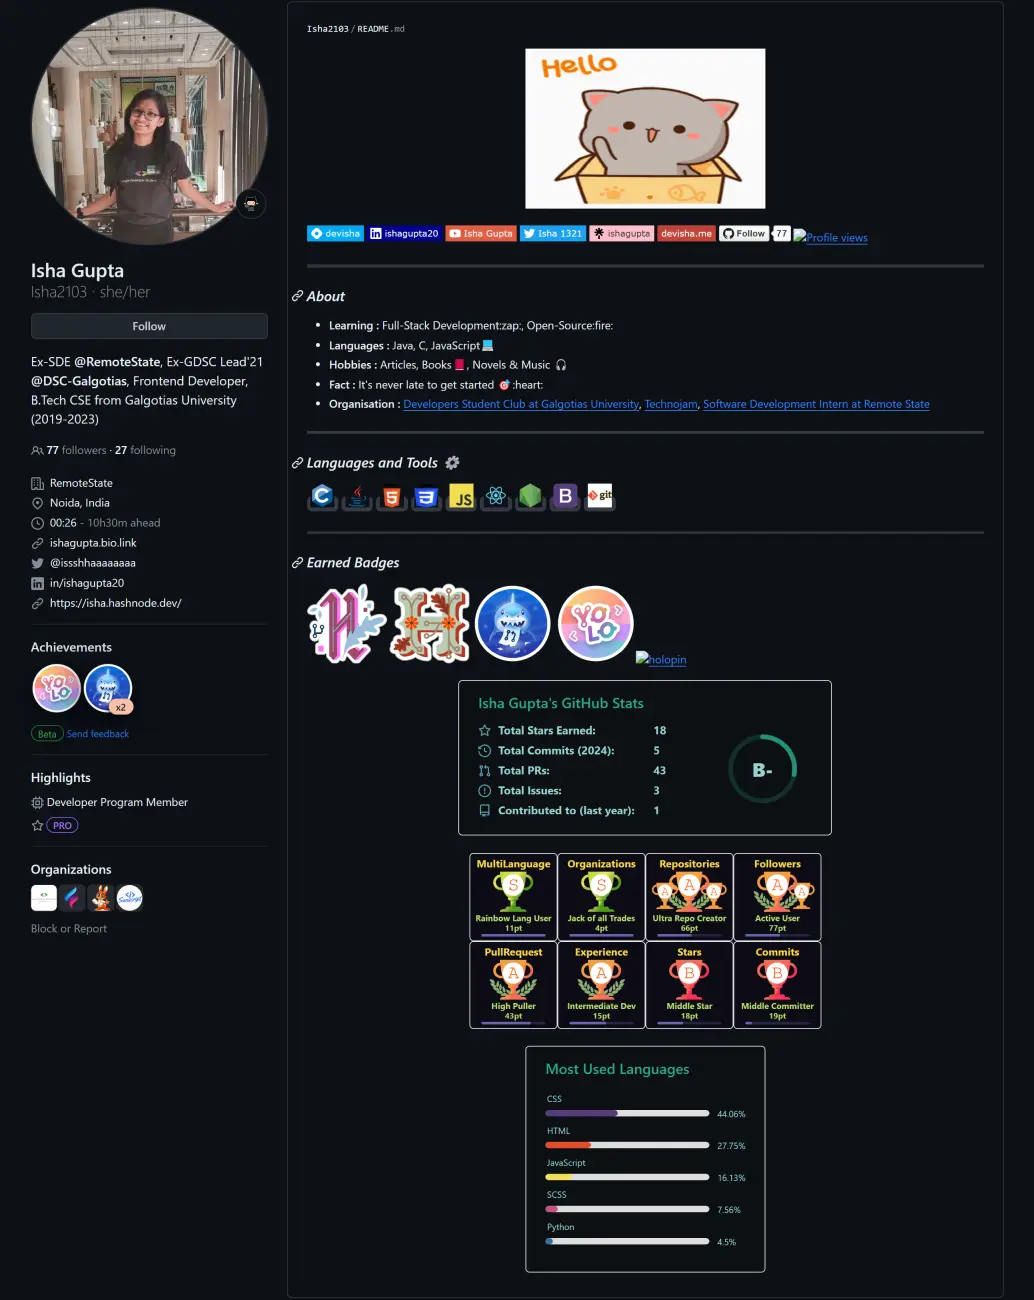 Isha Gupta
Isha2103 · she/her
Follow
Ex-SDE @RemoteState, Ex-GDSC Lead'21
@DSC-Galgotias, Frontend Developer,
B.Tech CSE from Galgotias University
(2019-2023)
77 followers · 27 following
RemoteState
Noida, India
00:26 - 10h30m ahead
ishagupta.bio.link
@issshhaaaaaaaa
in/ishagupta20
https://isha.hashnode.dev/
Achievements
YOLO
x2
Beta Send feedback
Highlights
Developer Program Member
PRO
Organizations
Block or Report
Isha2103/README.md
Hello
devisha ishagupta20 Isha Gupta Isha 1321 ishagupta devisha.me Follow 77 Profile views
About
Learning : Full-Stack Development:zap:, Open-Source:fire:
Languages : Java, C, JavaScript
Hobbies : Articles, Books , Novels & Music
Fact : It's never late to get started :heart:
Organisation : Developers Student Club at Galgotias University, Technojam, Software Development Intern at Remote State
Languages and Tools
C Java 5 3 JS B git
Earned Badges
H H YOLO holopin
Isha Gupta's GitHub Stats
Total Stars Earned: 18
Total Commits (2024): 5
Total PRs: 43
Total Issues: 3
Contributed to (last year): 1
B-
MultiLanguage Organizations Repositories Followers
S S A A A A A
Rainbow Lang User Jack of all Trades Ultra Repo Creator Active User
11pt 4pt 66pt 77pt
PullRequest Experience Stars Commits
A A B B
High Puller Intermediate Dev Middle Star Middle Committer
43pt 15pt 18pt 19pt
Most Used Languages
CSS
44.06%
HTML
27.75%
JavaScript
16.13%
SCSS
7.56%
Python
4.5%